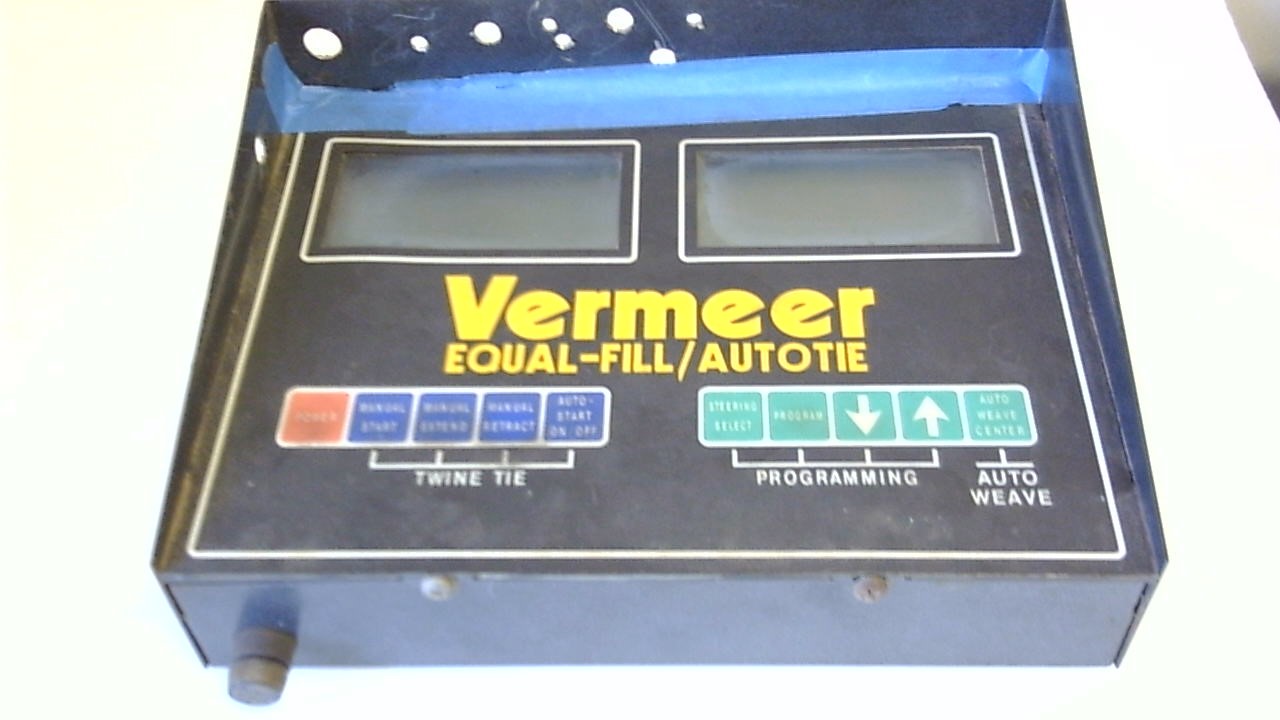 Vermeer
EQUAL-FILL/AUTOTIE
POWER
MANUAL
START
MANUAL
EXTEND
MANUAL
RETRACT
AUTO-
START
ON/OFF
STEERING
SELECT
PROGRAM
AUTO
WEAVE
CENTER
TWINE TIE
PROGRAMMING
AUTO
WEAVE